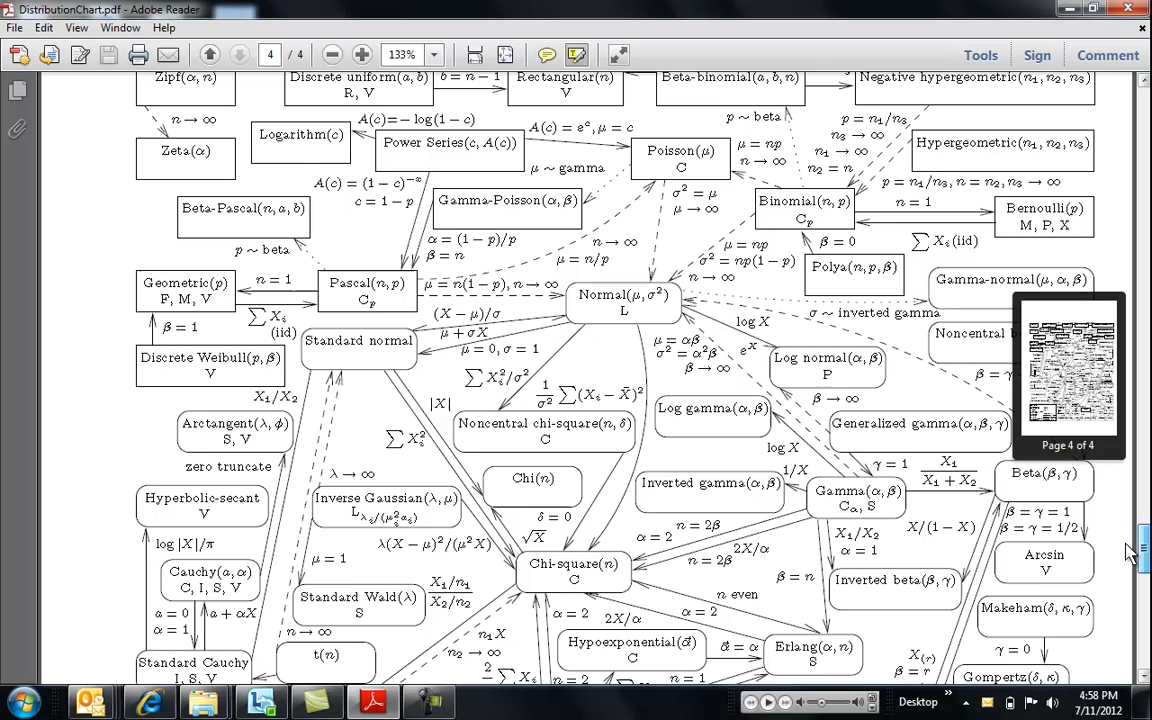 DistributionChart.pdf - Adobe Reader
File Edit View Window Help
4 / 4 133% Tools Sign Comment
Zipf(α, n) Discrete uniform(a, b) b = n − 1 Rectangular(n) Beta-binomial(a, b, n) Negative hypergeometric(n₁, n₂, n₃)
R, V V
n → ∞
Zeta(α)
Logarithm(c)
A(c) = − log(1 − c)
Power Series(c, A(c))
A(c) = eᶜ, μ = c
Poisson(μ)
C
p ~ beta
p = n₁/n₃
n₃ → ∞
n₁ → ∞
n₂ = n
Hypergeometric(n₁, n₂, n₃)
μ = np
n → ∞
μ ~ gamma
p = n₁/n₃, n = n₂, n₃ → ∞
A(c) = (1 − c)⁻ˣ
c = 1 − p
Gamma-Poisson(α, β)
σ² = μ
μ → ∞
Binomial(n, p)
Cₚ
n = 1
∑ Xᵢ(iid)
Bernoulli(p)
M, P, X
Beta-Pascal(n, a, b)
p ~ beta
α = (1 − p)/p
β = n
n → ∞
μ = n/p
μ = np
σ² = np(1 − p)
n → ∞
β = 0
Polya(n, p, β)
Geometric(p)
F, M, V
n = 1
∑ Xᵢ
(iid)
Pascal(n, p)
Cₚ
μ = n(1 − p), n → ∞
Normal(μ, σ²)
L
Gamma-normal(μ, α, β)
σ ~ inverted gamma
β = 1
Discrete Weibull(p, β)
V
Standard normal
(X − μ)/σ
μ + σX
μ = 0, σ = 1
μ = αβ
σ² = α²β
β → ∞
log X
eˣ
Log normal(α, β)
P
Noncentral b
β = γ
X₁/X₂
∑ Xᵢ²/σ²
1/σ² ∑(Xᵢ − X̄)²
|X|
∑ Xᵢ²
Noncentral chi-square(n, δ)
C
Log gamma(α, β)
β → ∞
Generalized gamma(α, β, γ)
Page 4 of 4
Arctangent(λ, φ)
S, V
zero truncate
log X
γ = 1
X₁/(X₁ + X₂)
Beta(β, γ)
λ → ∞
Chi(n)
Inverted gamma(α, β)
1/X
Gamma(α, β)
Cα, S
Hyperbolic-secant
V
Inverse Gaussian(λ, μ)
L λᵢ/(μᵢ²aᵢ)
δ = 0
√X
n = 2β
α = 2
2X/α
n = 2β
X₁/X₂
α = 1
X/(1 − X)
β = γ = 1
β = γ = 1/2
log |X|/π
λ(X − μ)²/(μ²X)
Chi-square(n)
C
Arcsin
V
μ = 1
Cauchy(a, α)
C, I, S, V
Standard Wald(λ)
S
X₁/n₁
X₂/n₂
n even
α = 2
β = n
Inverted beta(β, γ)
Makeham(δ, κ, γ)
a = 0
α = 1
a + αX
n → ∞
n₁X
n₂ → ∞
α = 2
2X/α
Hypoexponential(α⃗)
C
α⃗ = α
Erlang(α, n)
S
γ = 0
Standard Cauchy
I, S, V
t(n)
2
∑ Xᵢ
n = 1
X₍ᵣ₎
β = r
Gompertz(δ, κ)
Desktop
4:58 PM
7/11/2012